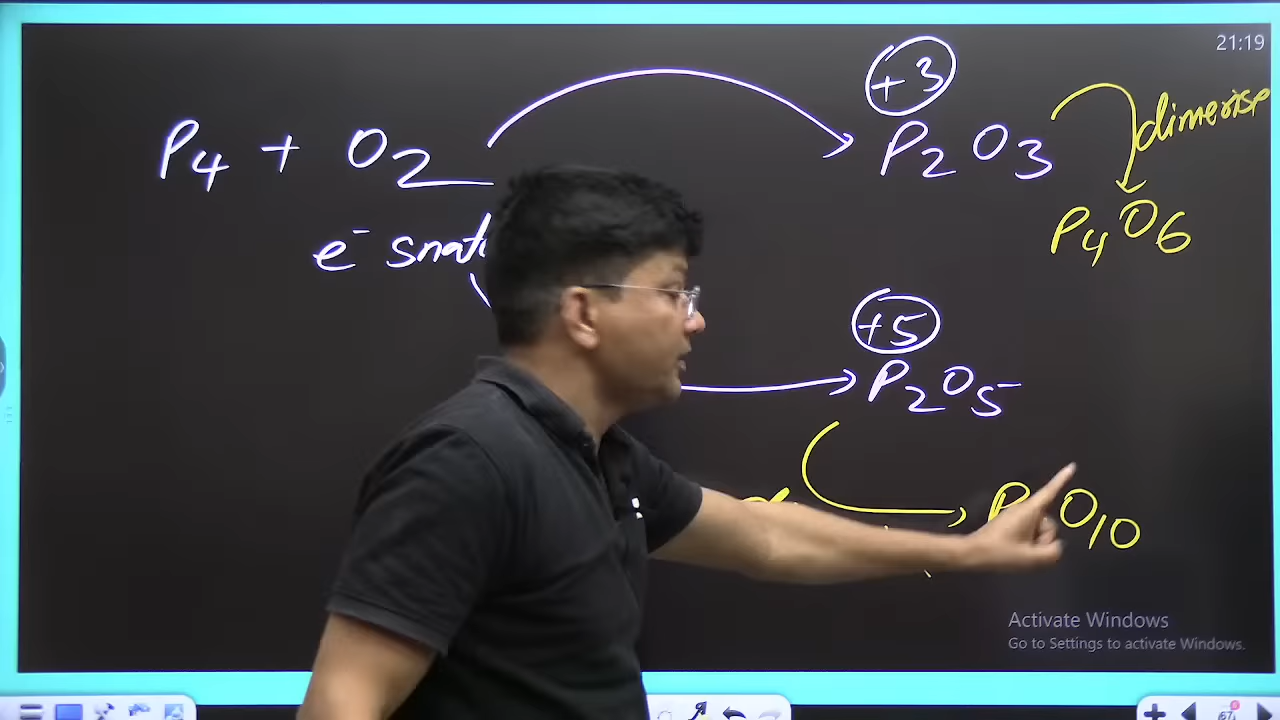 21:19
+3
P4 + O2
P2O3
dimerise
P4O6
e⁻
+5
P2O5
O10
Activate Windows
Go to Settings to activate Windows.